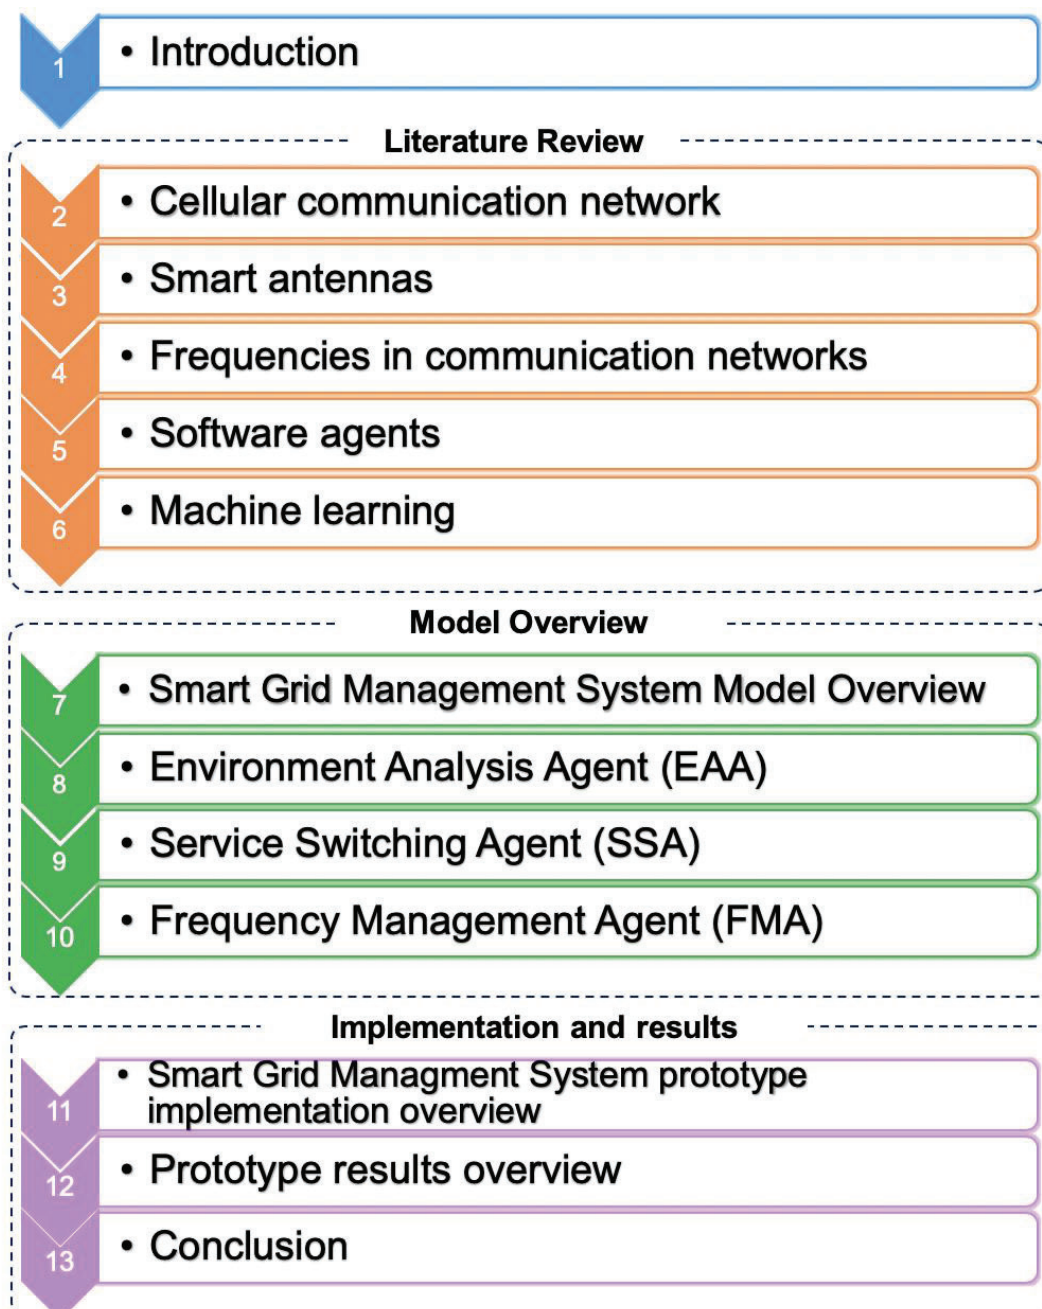 1
• Introduction
Literature Review
2
• Cellular communication network
3
• Smart antennas
4
• Frequencies in communication networks
5
• Software agents
6
• Machine learning
Model Overview
7
• Smart Grid Management System Model Overview
8
• Environment Analysis Agent (EAA)
9
• Service Switching Agent (SSA)
10
• Frequency Management Agent (FMA)
Implementation and results
11
• Smart Grid Managment System prototype
implementation overview
12
• Prototype results overview
13
• Conclusion